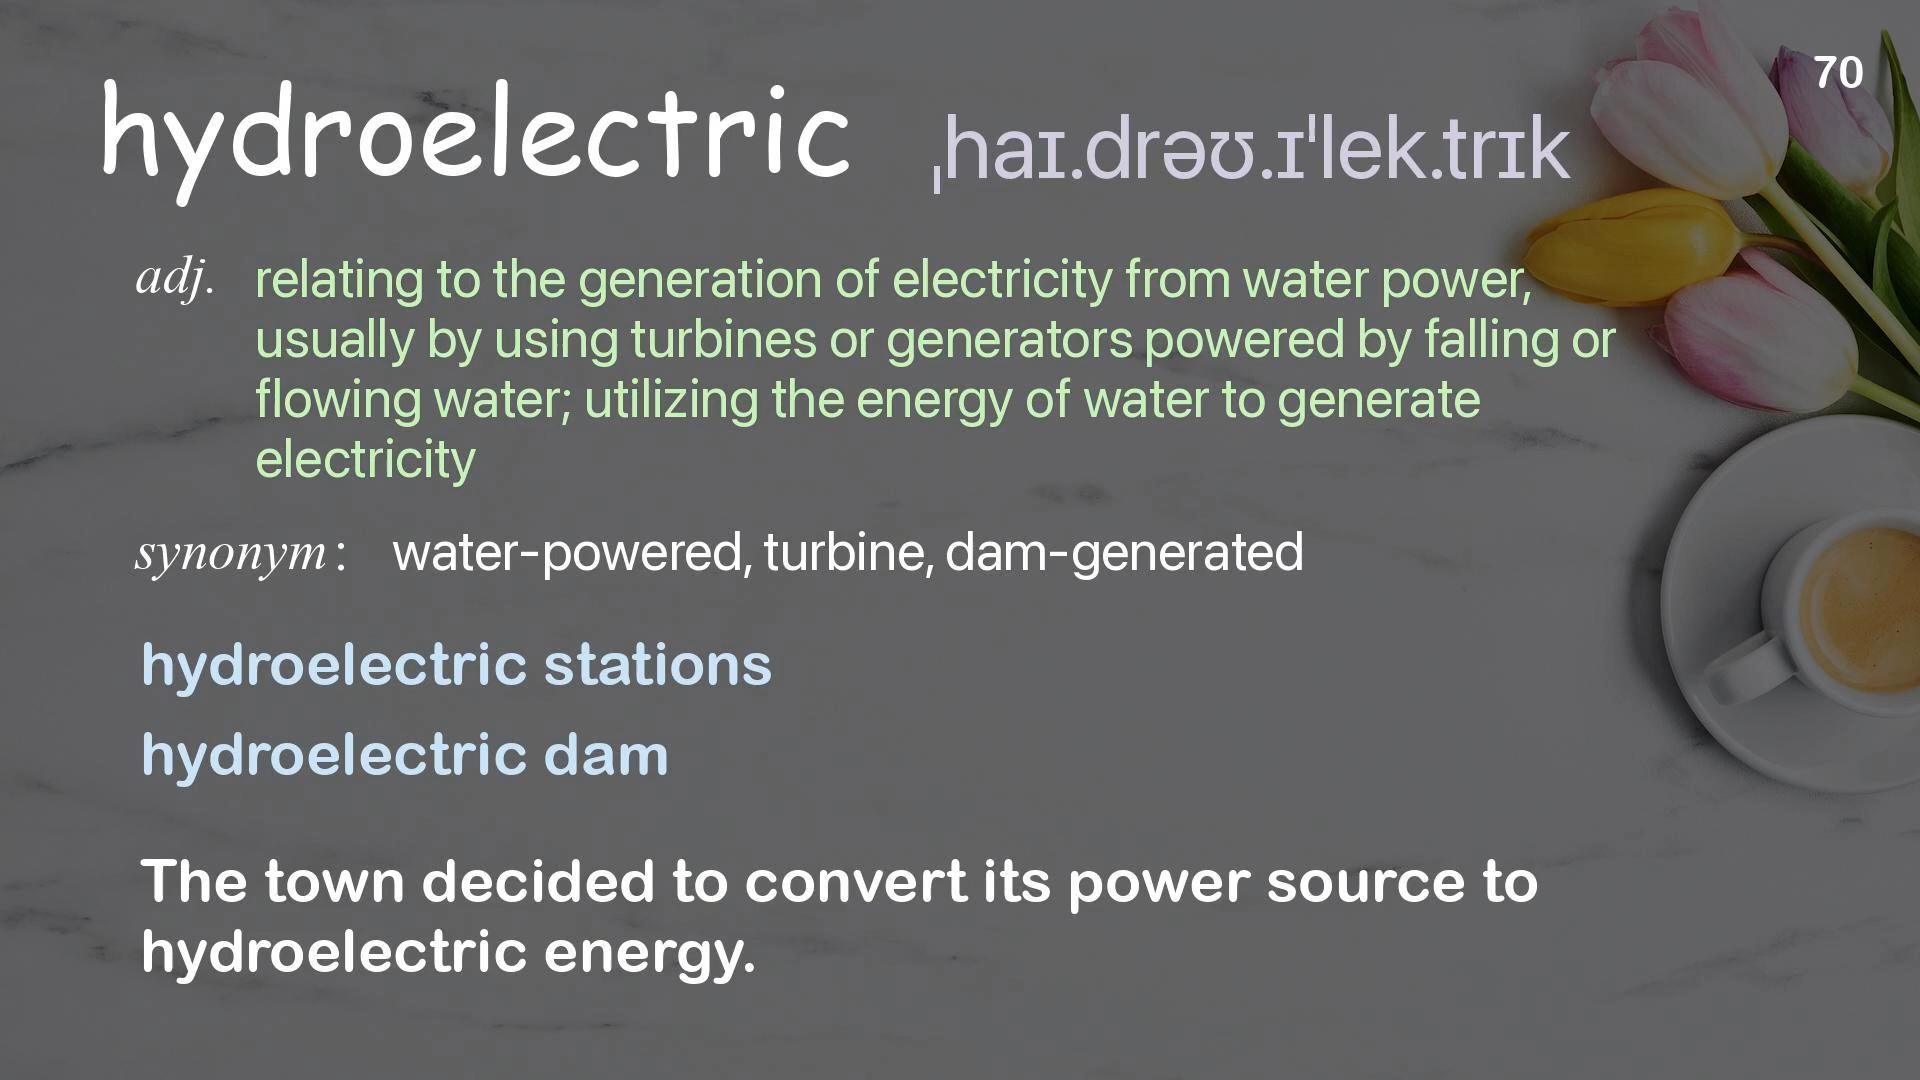 70
hydroelectric ˌhaɪ.drəʊ.ɪˈlek.trɪk
adj. relating to the generation of electricity from water power,
usually by using turbines or generators powered by falling or
flowing water; utilizing the energy of water to generate
electricity
synonym: water-powered, turbine, dam-generated
hydroelectric stations
hydroelectric dam
The town decided to convert its power source to
hydroelectric energy.